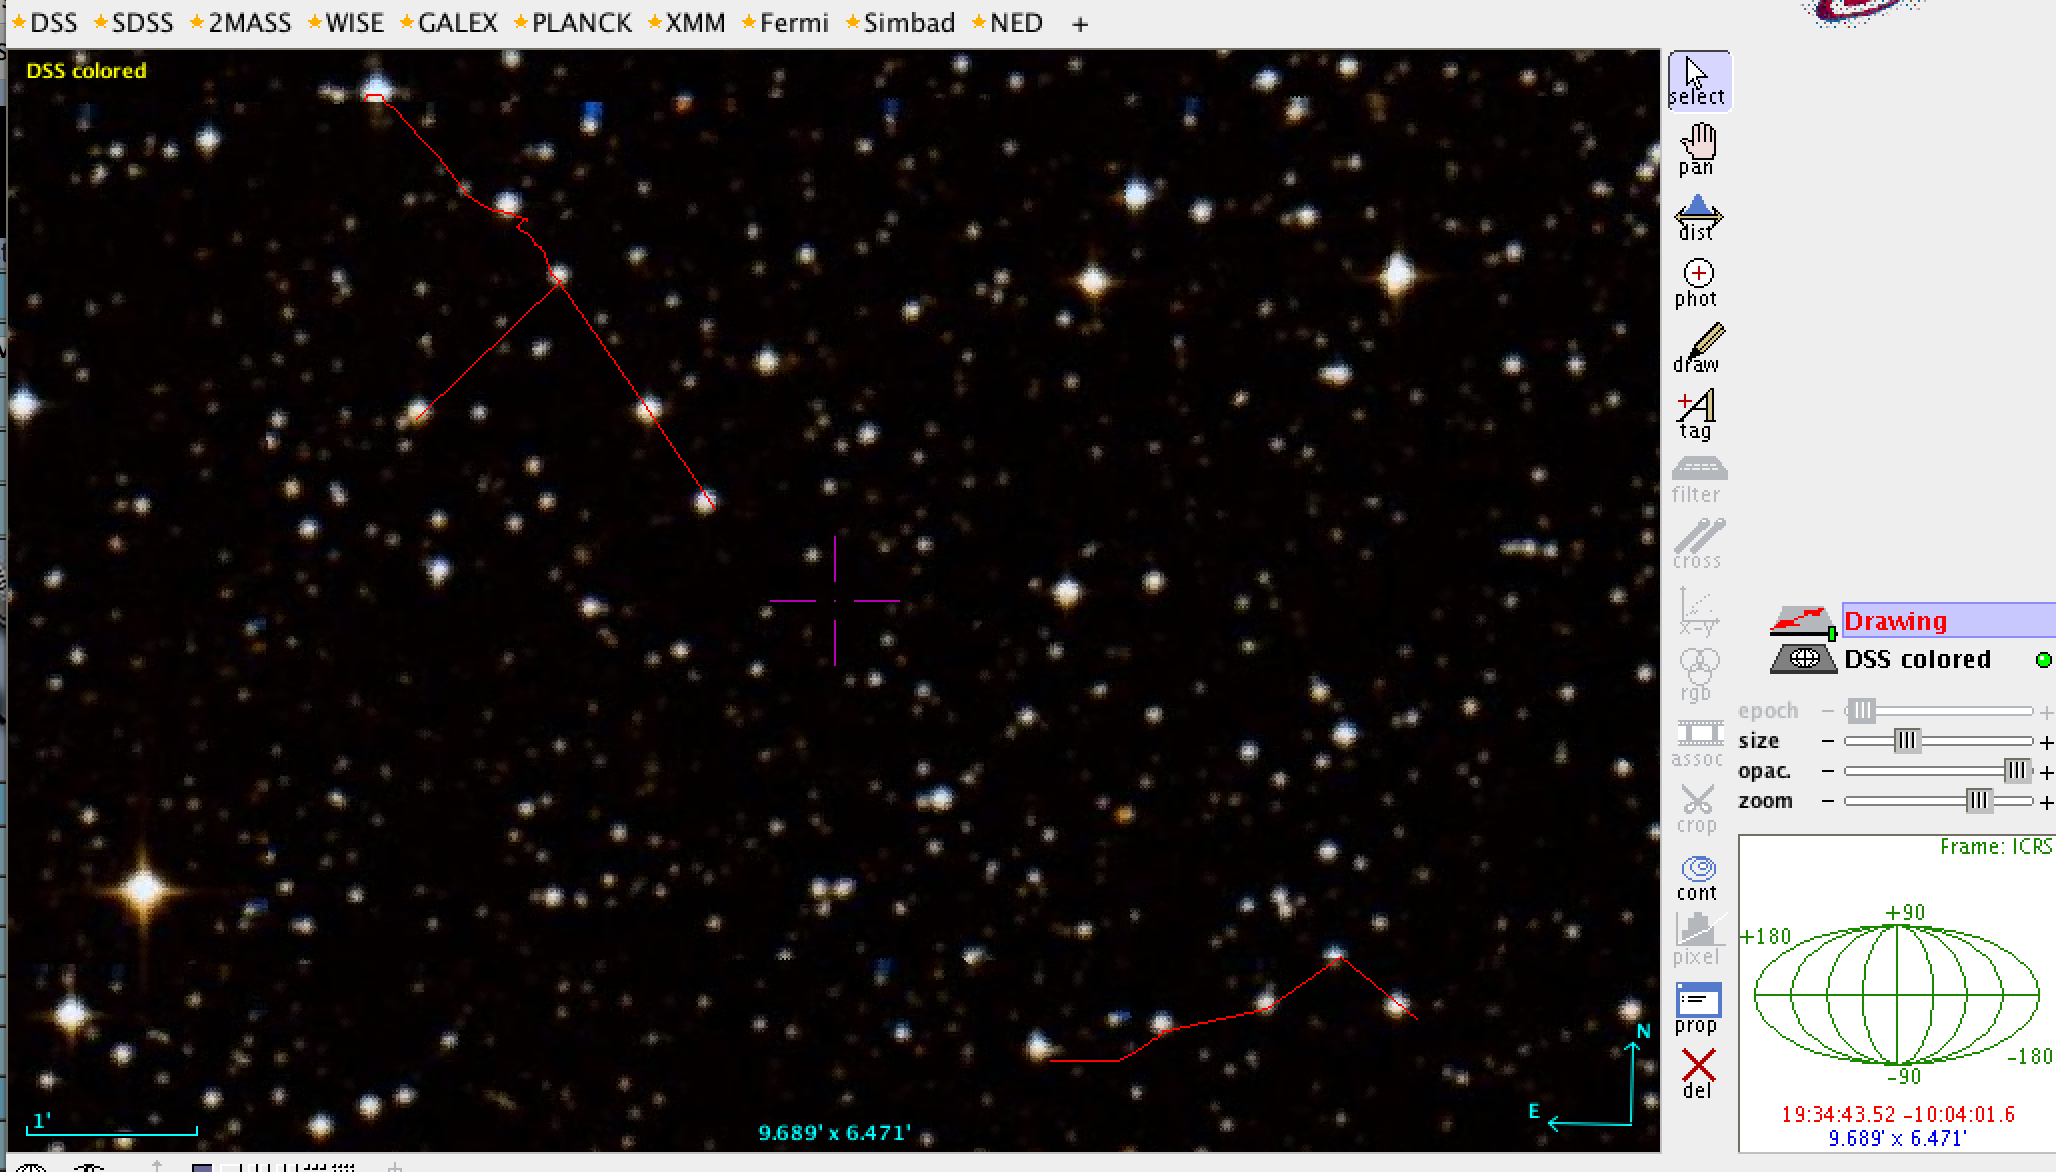 DSS SDSS 2MASS WISE GALEX PLANCK XMM Fermi Simbad NED +
DSS colored
select
pan
dist
phot
draw
tag
filter
cross
x-y
rgb
assoc
crop
cont
pixel
prop
del
Drawing
DSS colored
epoch − +
size − +
opac. − +
zoom − +
Frame: ICRS
+90
+180
-180
-90
19:34:43.52 -10:04:01.6
9.689' x 6.471'
N
E
1'
9.689' x 6.471'